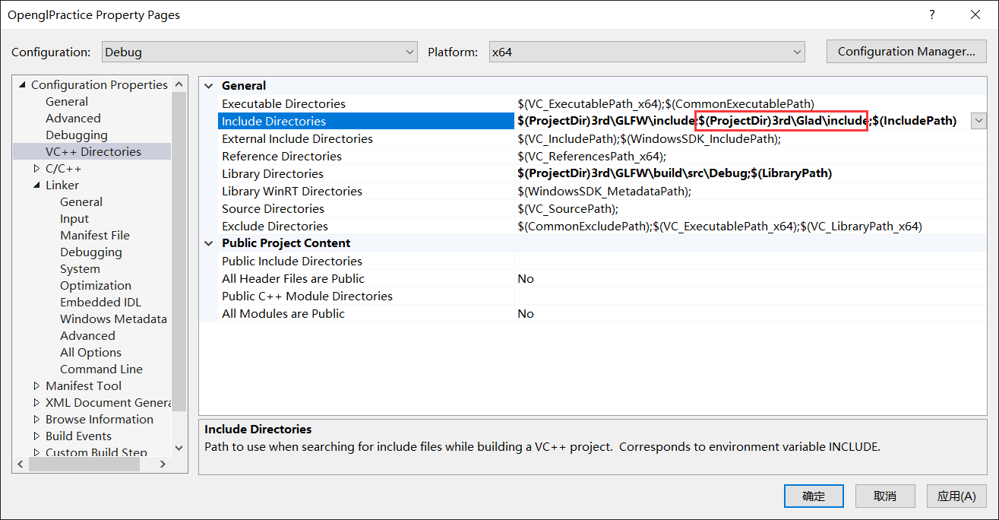 OpenglPractice Property Pages
?
Configuration: Debug Platform: x64 Configuration Manager...
Configuration Properties
General
Advanced
Debugging
VC++ Directories
C/C++
Linker
General
Input
Manifest File
Debugging
System
Optimization
Embedded IDL
Windows Metadata
Advanced
All Options
Command Line
Manifest Tool
XML Document Genera
Browse Information
Build Events
Custom Build Step
General
Executable Directories $(VC_ExecutablePath_x64);$(CommonExecutablePath)
Include Directories $(ProjectDir)3rd\GLFW\include;$(ProjectDir)3rd\Glad\include;$(IncludePath)
External Include Directories $(VC_IncludePath);$(WindowsSDK_IncludePath);
Reference Directories $(VC_ReferencesPath_x64);
Library Directories $(ProjectDir)3rd\GLFW\build\src\Debug;$(LibraryPath)
Library WinRT Directories $(WindowsSDK_MetadataPath);
Source Directories $(VC_SourcePath);
Exclude Directories $(CommonExcludePath);$(VC_ExecutablePath_x64);$(VC_LibraryPath_x64)
Public Project Content
Public Include Directories
All Header Files are Public No
Public C++ Module Directories
All Modules are Public No
Include Directories
Path to use when searching for include files while building a VC++ project.  Corresponds to environment variable INCLUDE.
确定 取消 应用(A)